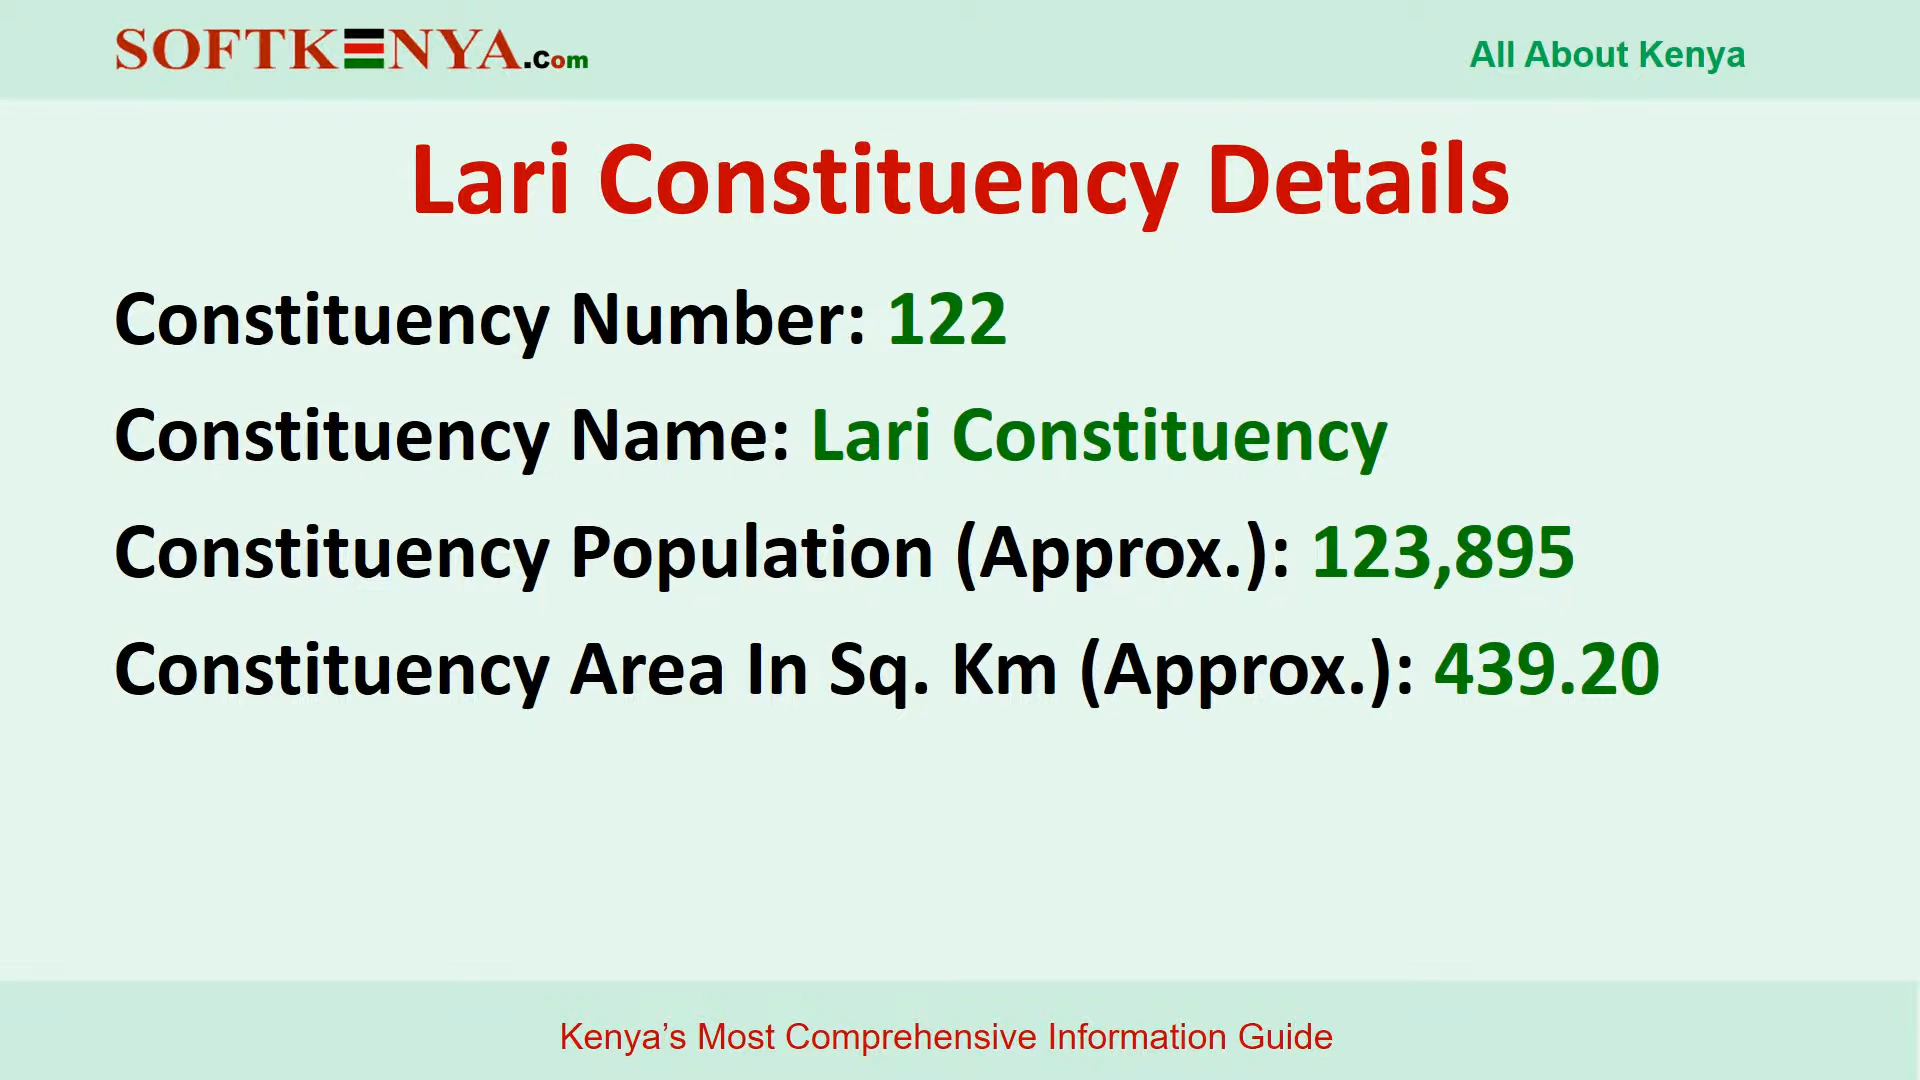 SOFTKENYA.Com
All About Kenya
Lari Constituency Details
Constituency Number: 122
Constituency Name: Lari Constituency
Constituency Population (Approx.): 123,895
Constituency Area In Sq. Km (Approx.): 439.20
Kenya’s Most Comprehensive Information Guide